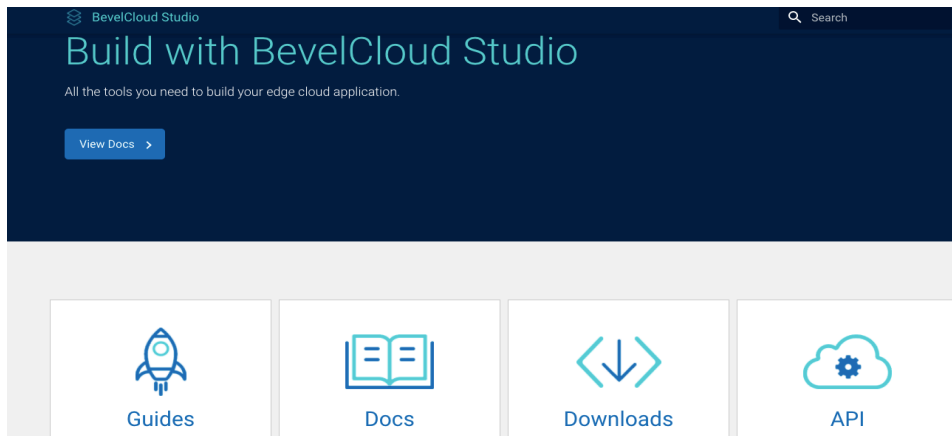 BevelCloud Studio
Search
Build with BevelCloud Studio
All the tools you need to build your edge cloud application.
View Docs
Guides
Docs
Downloads
API